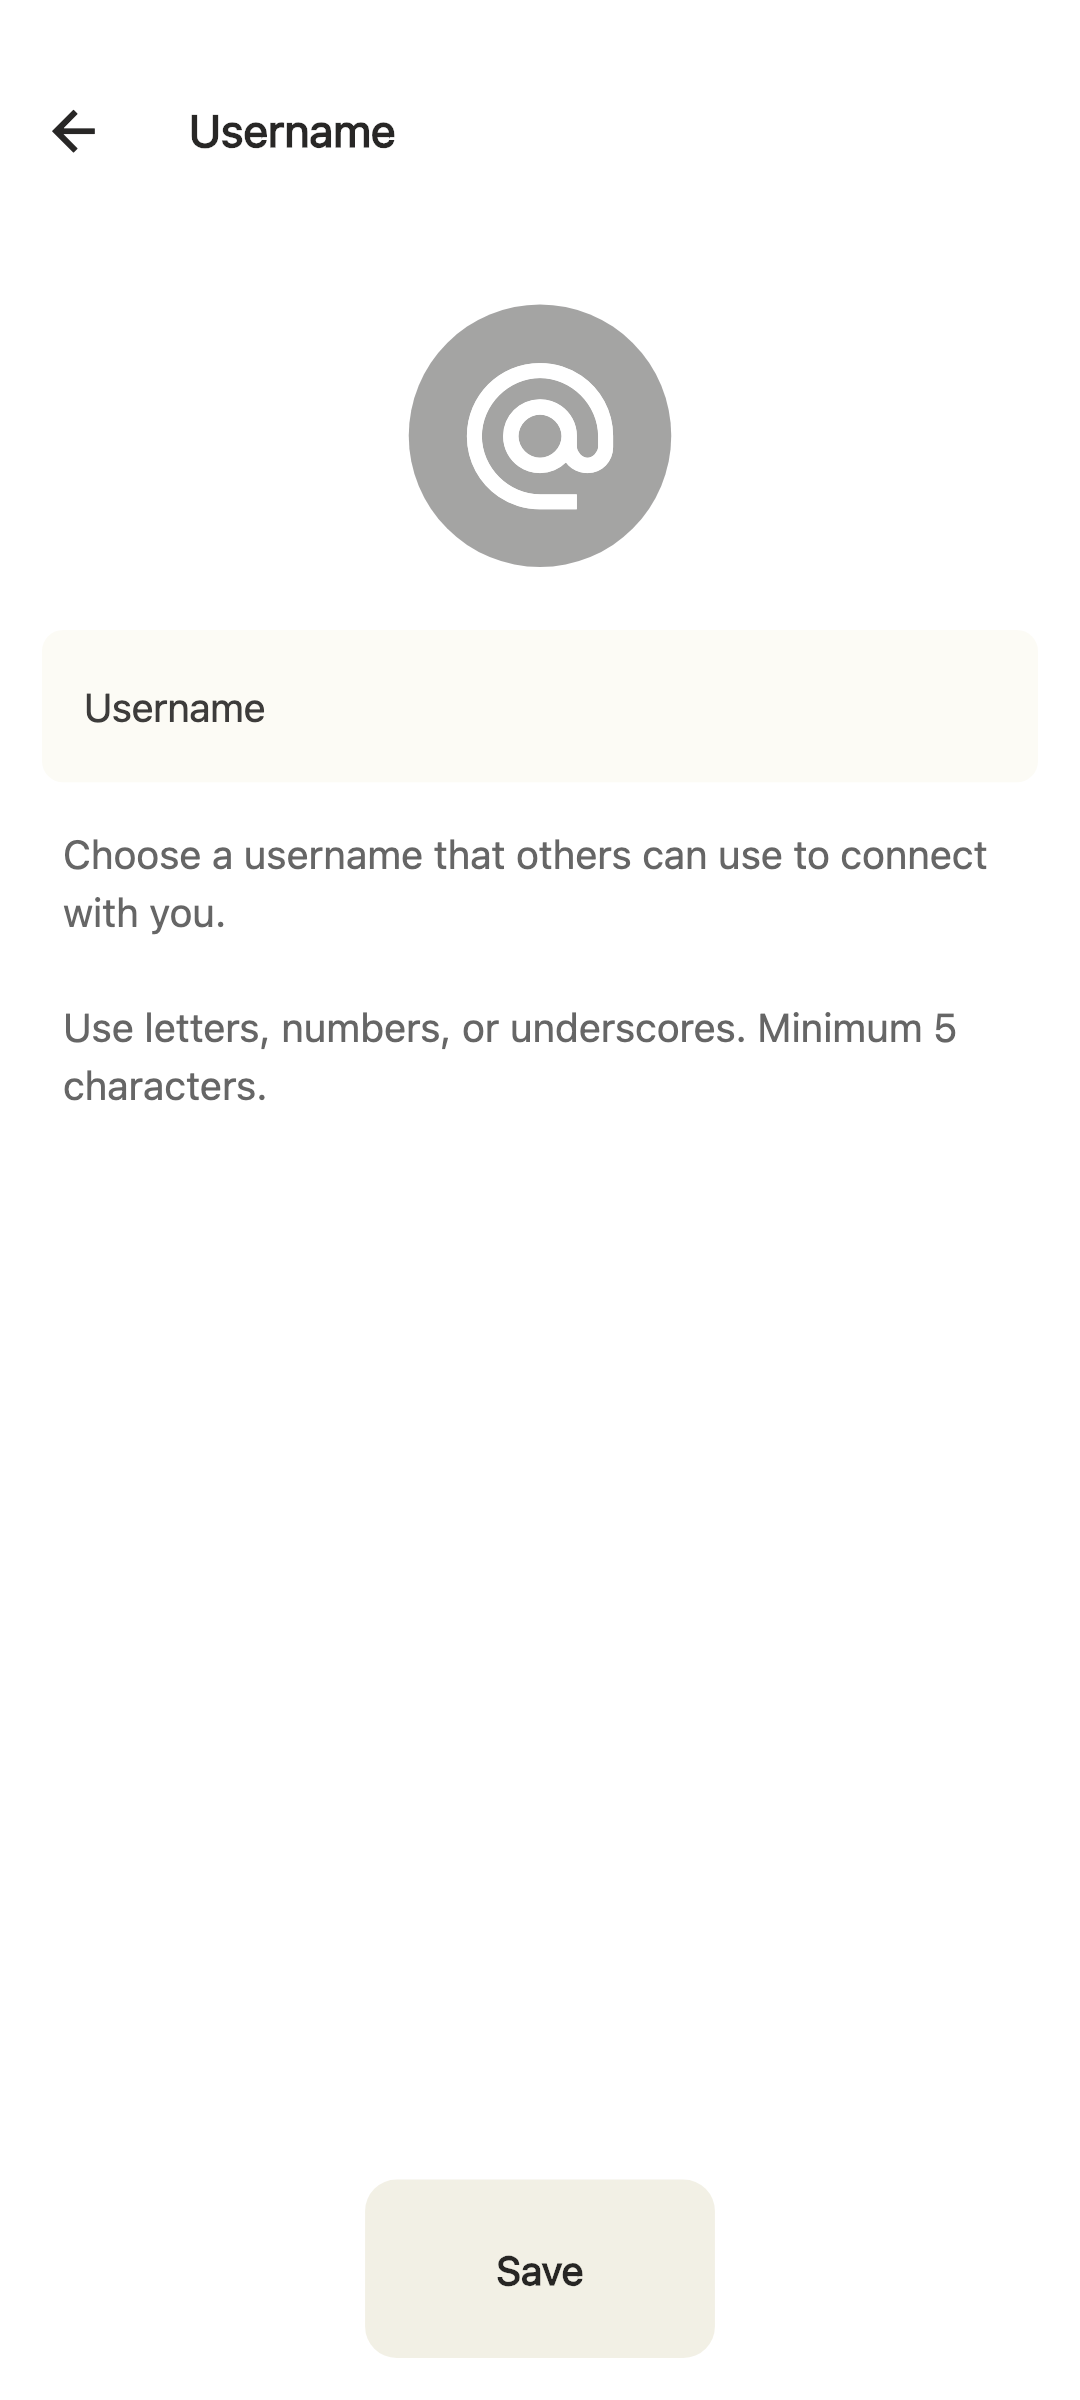 Username
Username
Choose a username that others can use to connect
with you.
Use letters, numbers, or underscores. Minimum 5
characters.
Save